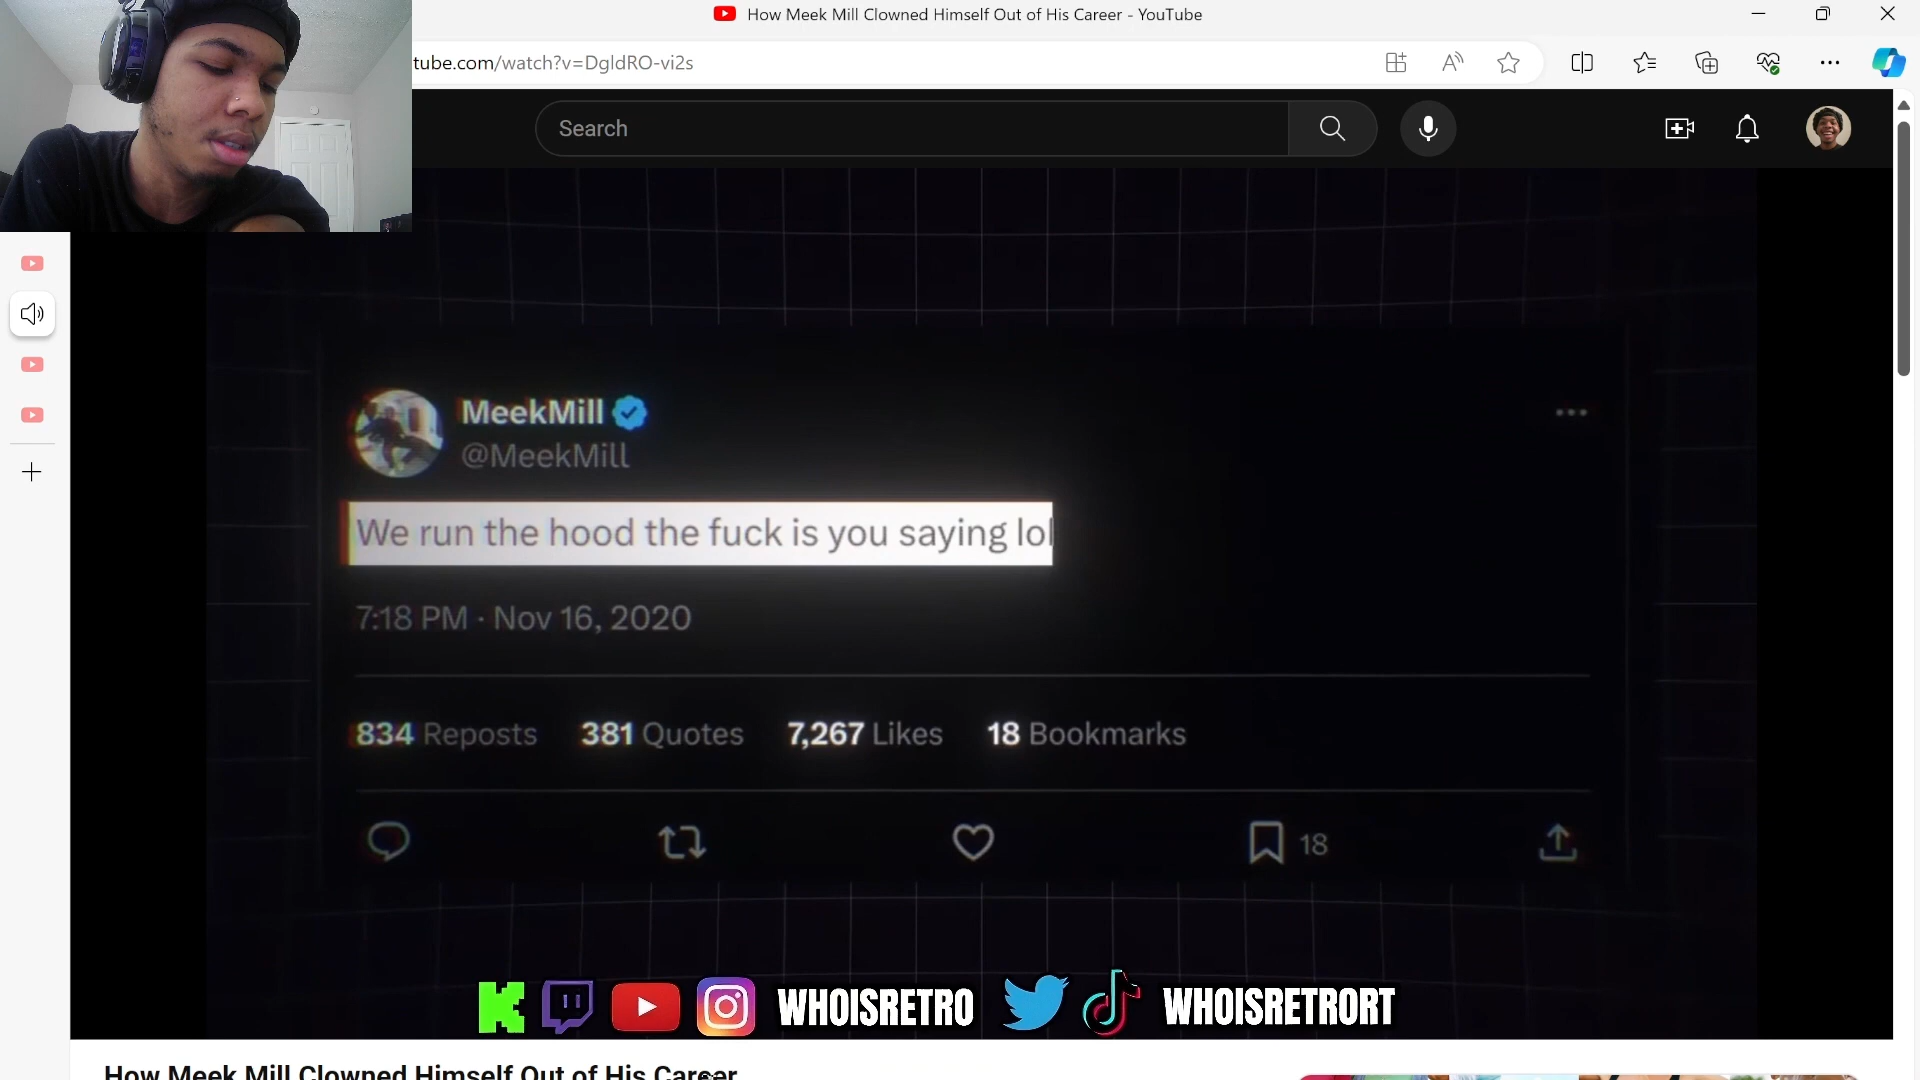 How Meek Mill Clowned Himself Out of His Career - YouTube
tube.com/watch?v=DgldRO-vi2s
Search
MeekMill
@MeekMill
We run the hood the fuck is you saying lol
7:18 PM · Nov 16, 2020
834 Reposts 381 Quotes 7,267 Likes 18 Bookmarks
18
WHOISRETRO WHOISRETRORT
How Meek Mill Clowned Himself Out of His Career